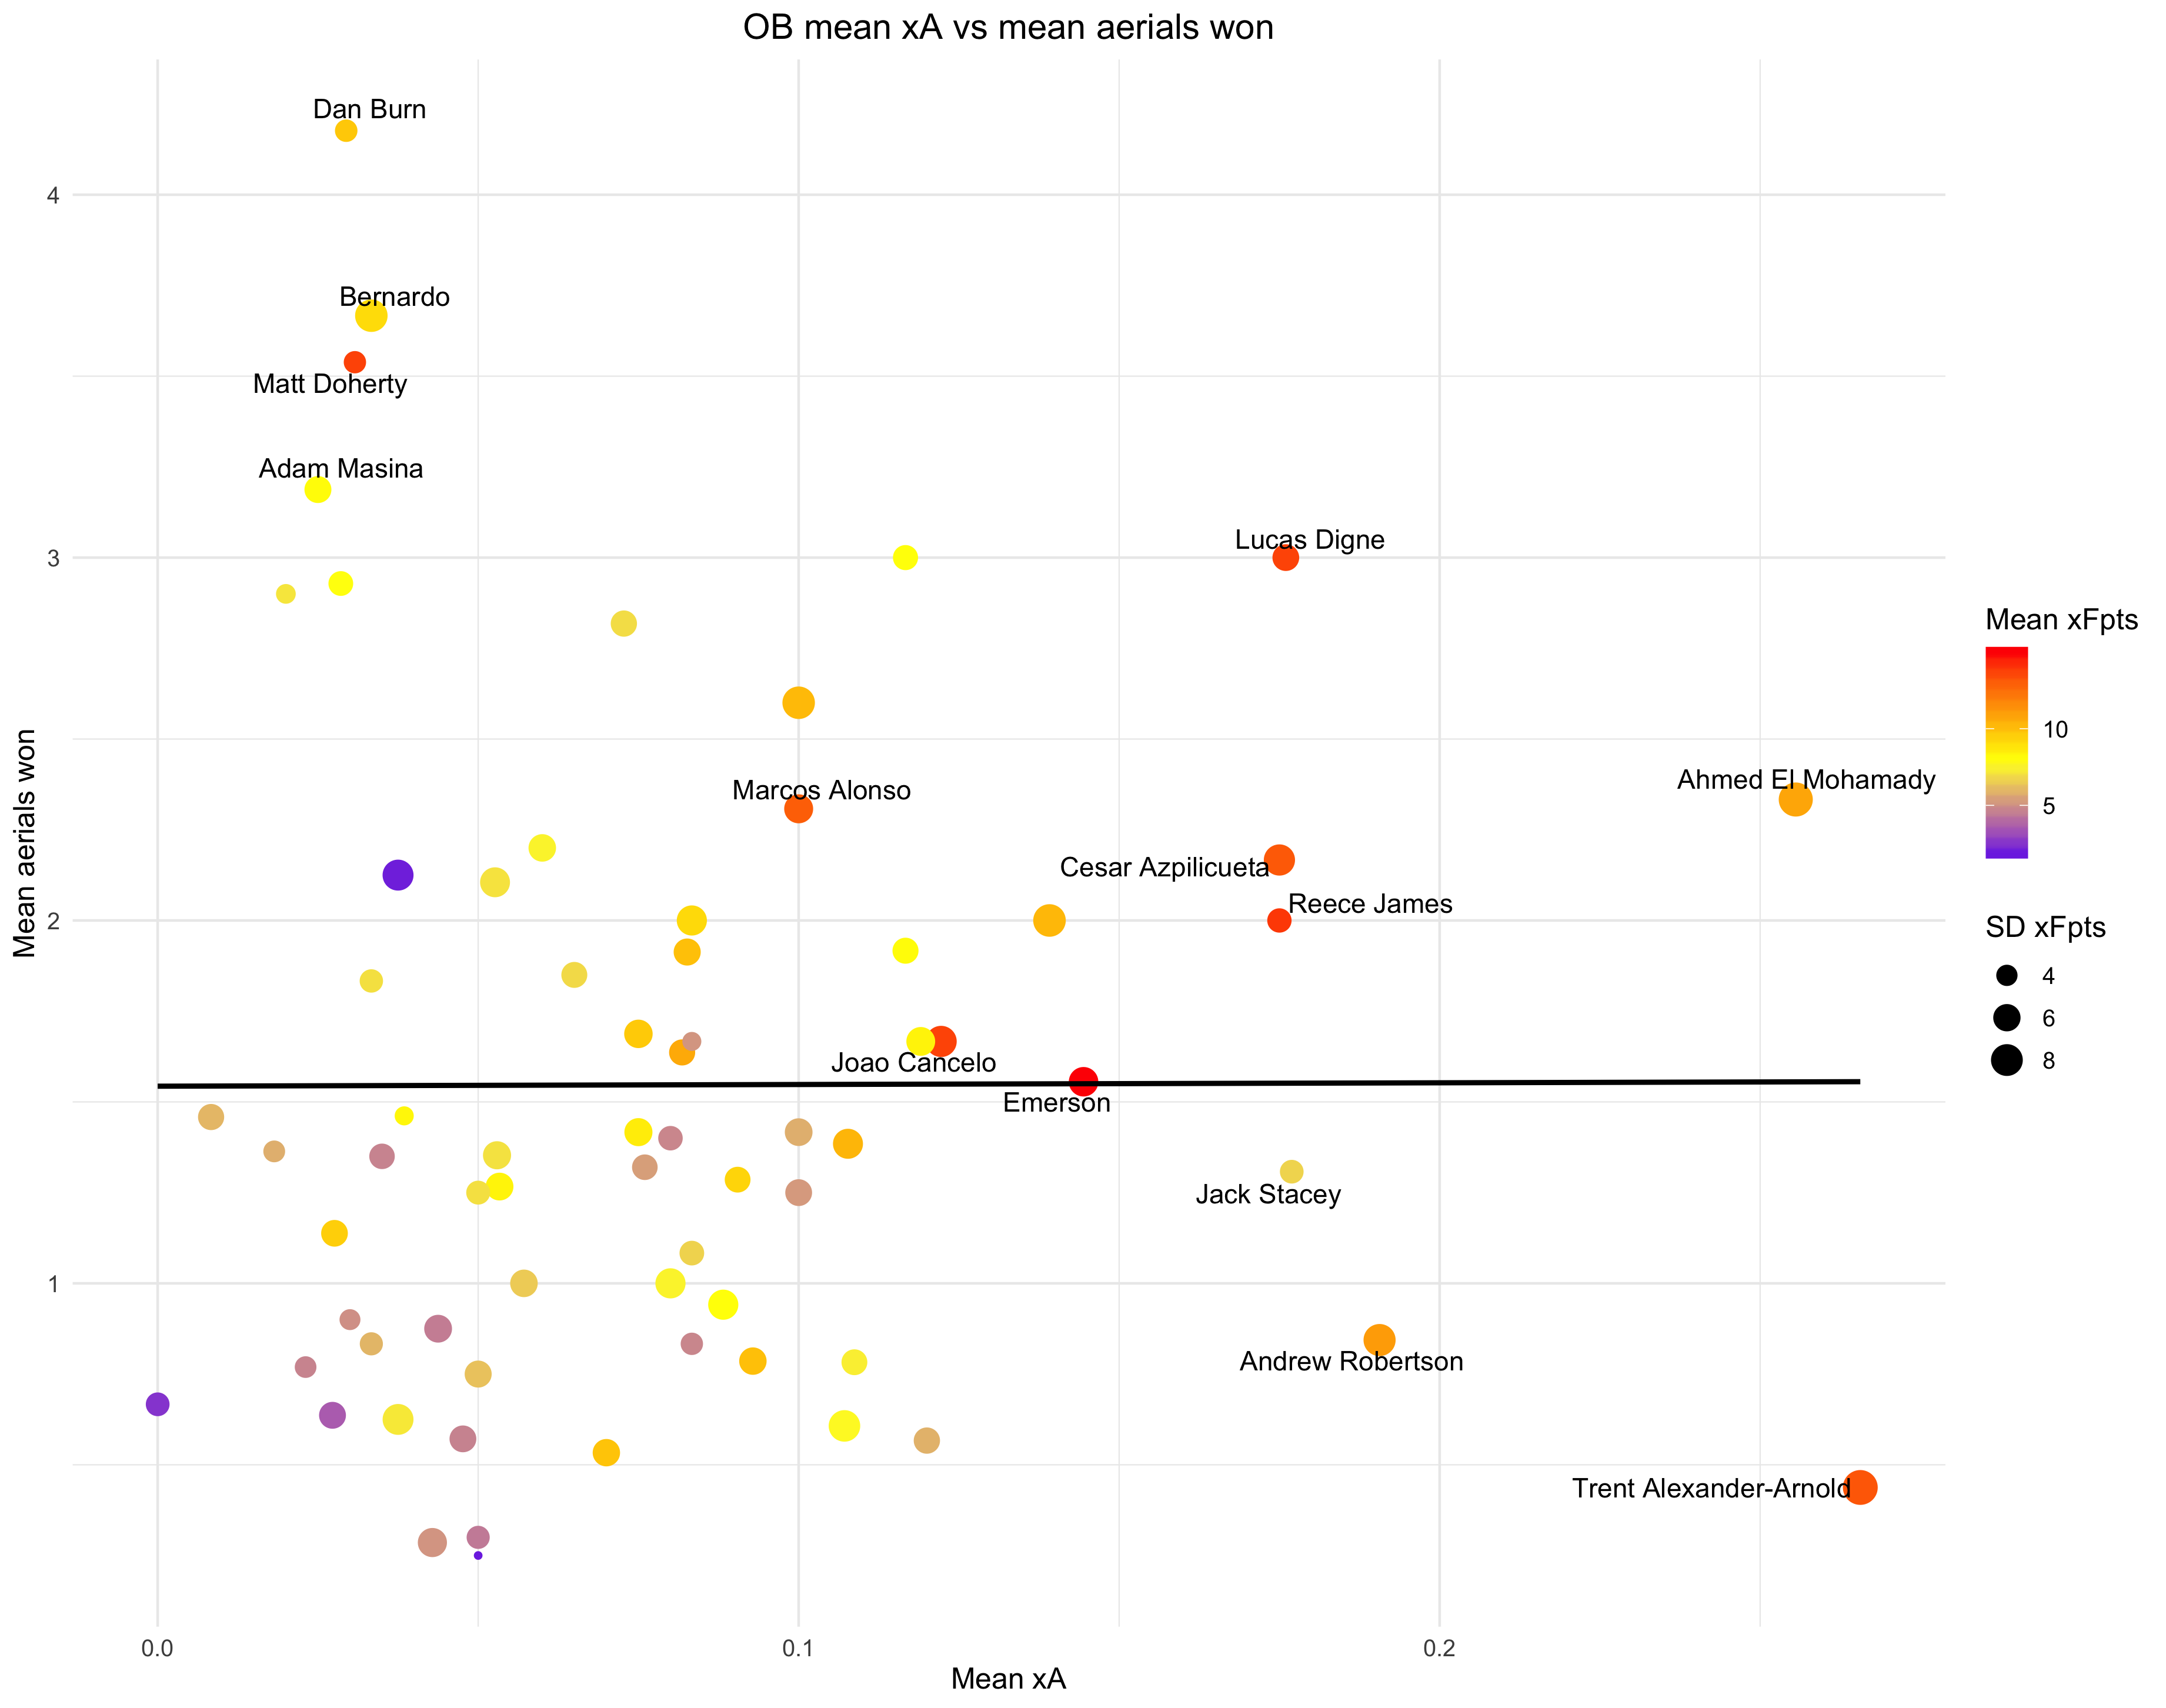 OB mean xA vs mean aerials won
Dan Burn
4
Bernardo
Matt Doherty
Adam Masina
Lucas Digne
3
Mean xFpts
10
5
Mean aerials won
Marcos Alonso
Ahmed El Mohamady
Cesar Azpilicueta
Reece James
2
SD xFpts
4
6
8
Joao Cancelo
Emerson
Jack Stacey
1
Andrew Robertson
Trent Alexander-Arnold
0.0
0.1
0.2
Mean xA